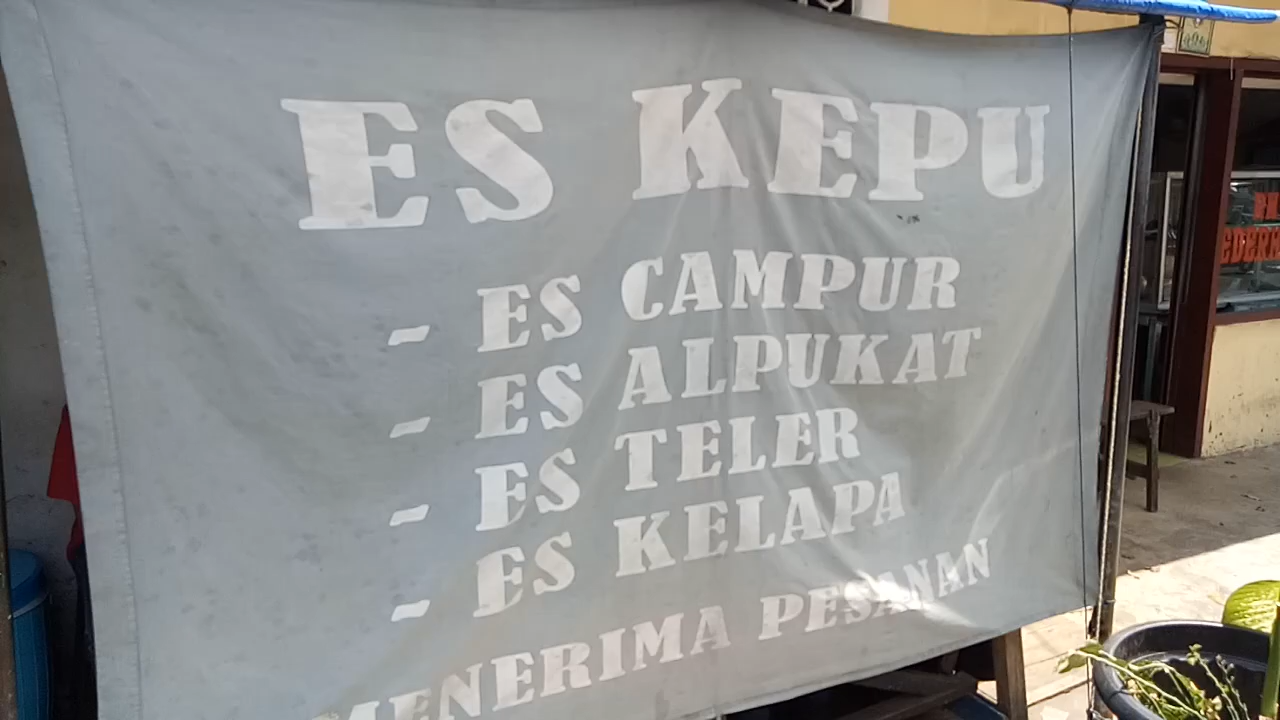 ES KEPU
- ES CAMPUR
- ES ALPUKAT
- ES TELER
- ES KELAPA
MENERIMA PESANAN